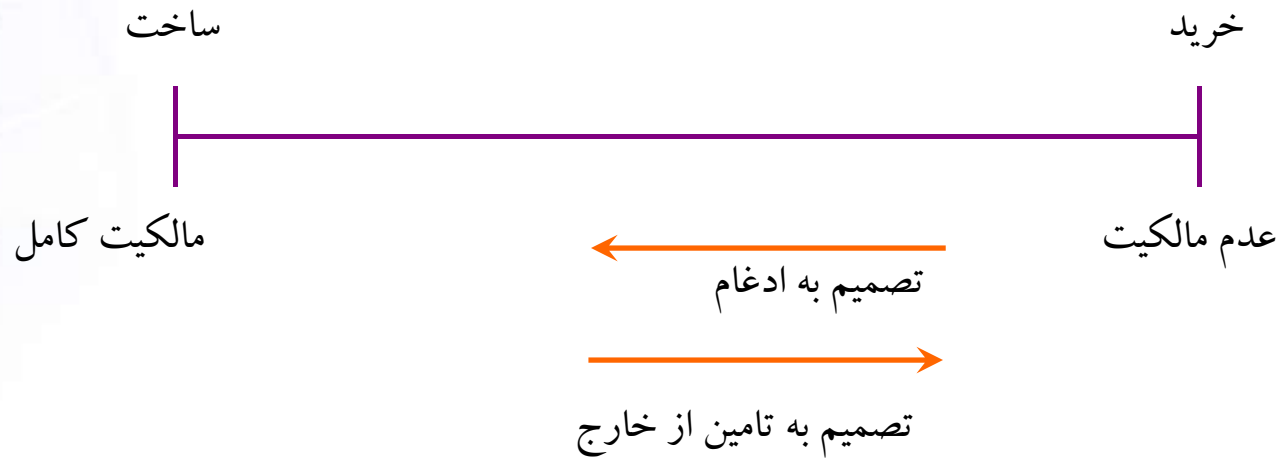 خرید
ساخت
عدم مالکیت
مالکیت کامل
تصمیم به ادغام
تصمیم به تامین از خارج